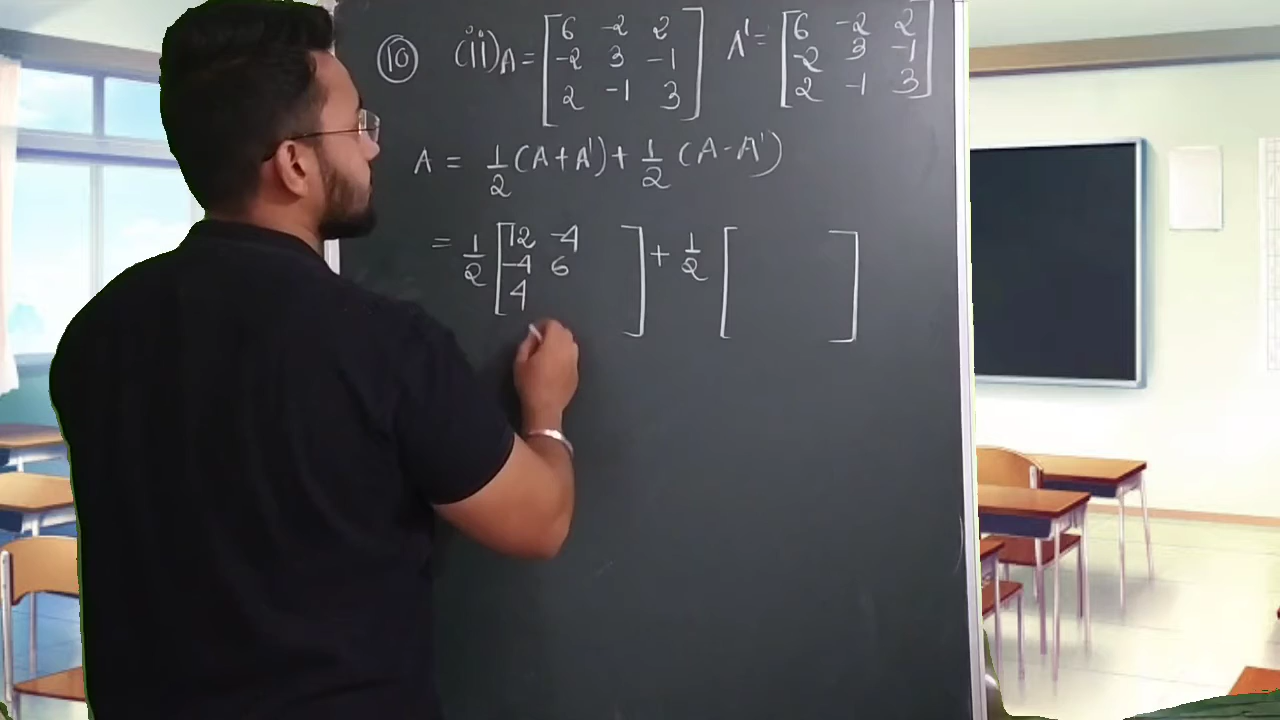 10 (ii) A = [6 -2 2 A' = [6 -2 2
-2 3 -1 -2 3 -1
2 -1 3] 2 -1 3]
A = 1/2 (A+A') + 1/2 (A-A')
= 1/2 [12 -4 ] + 1/2 [ ]
-4 6
4